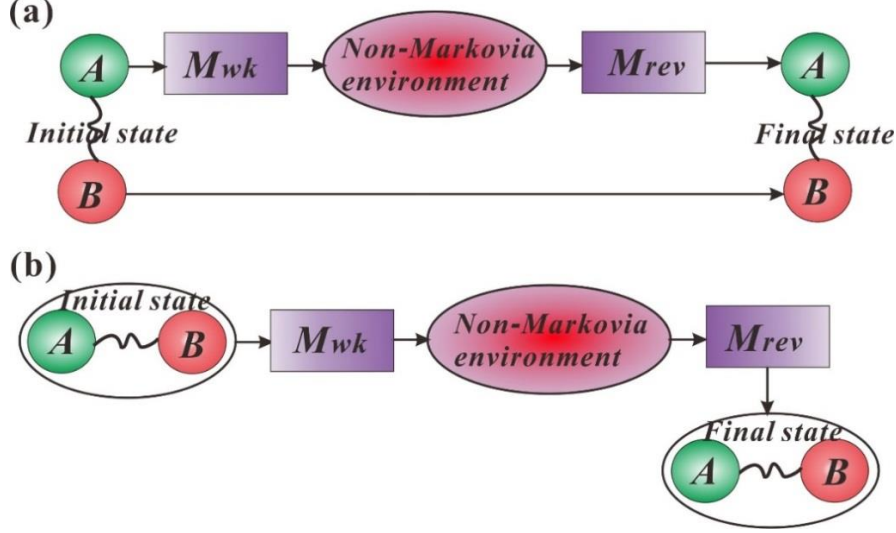 (a)
A
Mwk
Non-Markovia
environment
Mrev
A
Initial state
Final state
B
B
(b)
Initial state
A
B
Mwk
Non-Markovia
environment
Mrev
Final state
A
B